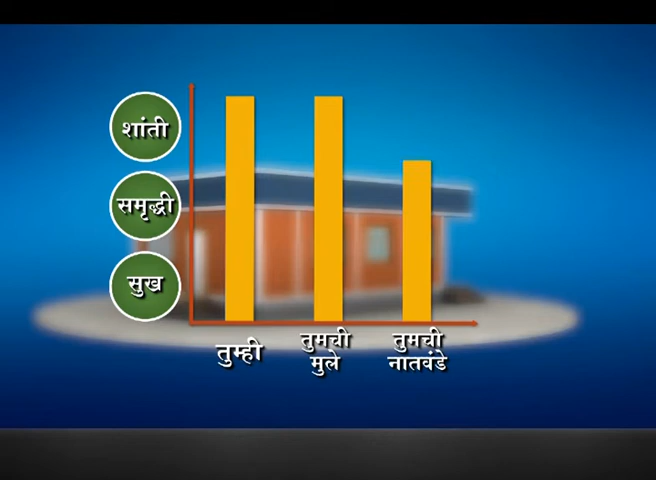 शांती
समृद्धी
सुख
तुम्ही
तुमची
मुले
तुमची
नातवंडे